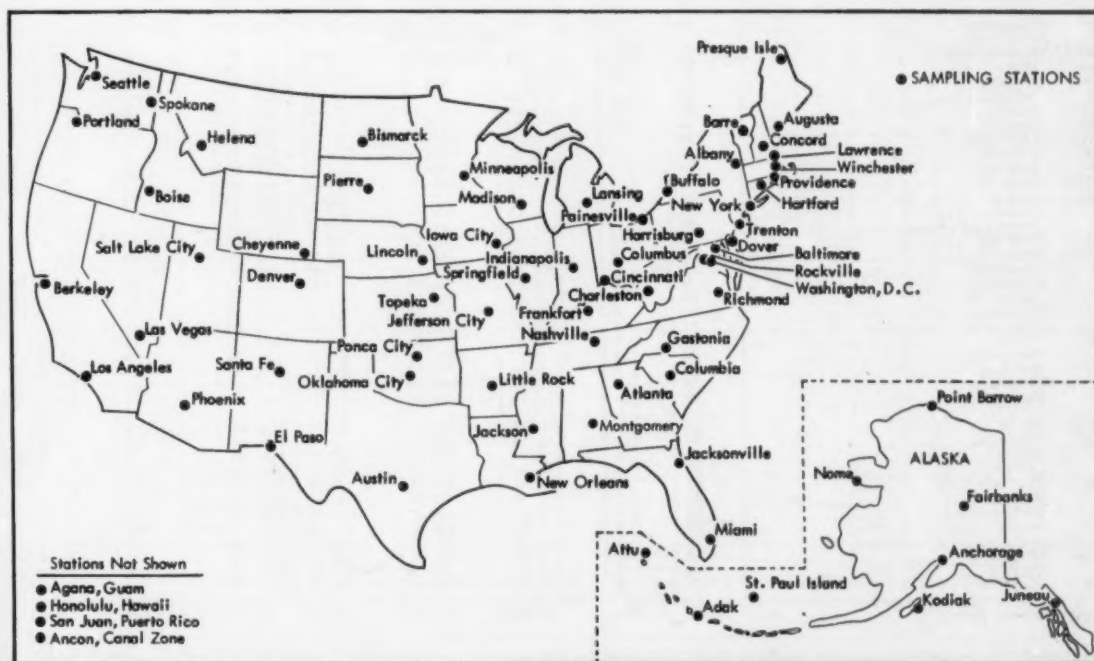 Presque Isle
SAMPLING STATIONS
Seattle
Spokane
Portland
Helena
Bismarck
Barre
Augusta
Concord
Lawrence
Albany
Winchester
Minneapolis
Pierre
Boise
Madison
Lansing
Buffalo
Providence
New York
Hartford
Painesville
Trenton
Iowa City
Harrisburg
Dover
Salt Lake City
Cheyenne
Lincoln
Indianapolis
Columbus
Baltimore
Denver
Springfield
Cincinnati
Rockville
Berkeley
Charleston
Washington, D.C.
Topeka
Richmond
Jefferson City
Frankfort
Las Vegas
Nashville
Gastonia
Ponca City
Los Angeles
Santa Fe
Columbia
Oklahoma City
Little Rock
Atlanta
Phoenix
Point Barrow
Montgomery
Jackson
El Paso
Jacksonville
ALASKA
Nome
Austin
New Orleans
Fairbanks
Miami
Attu
Anchorage
Stations Not Shown
St. Paul Island
Agana, Guam
Honolulu, Hawaii
Adak
Kodiak
Juneau
San Juan, Puerto Rico
Ancon, Canal Zone